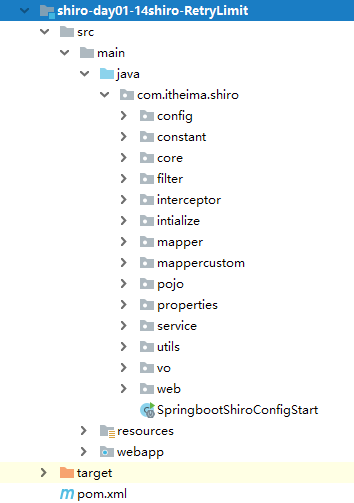 shiro-day01-14shiro-RetryLimit
src
main
java
com.itheima.shiro
config
constant
core
filter
interceptor
intialize
mapper
mappercustom
pojo
properties
service
utils
vo
web
SpringbootShiroConfigStart
resources
webapp
target
pom.xml